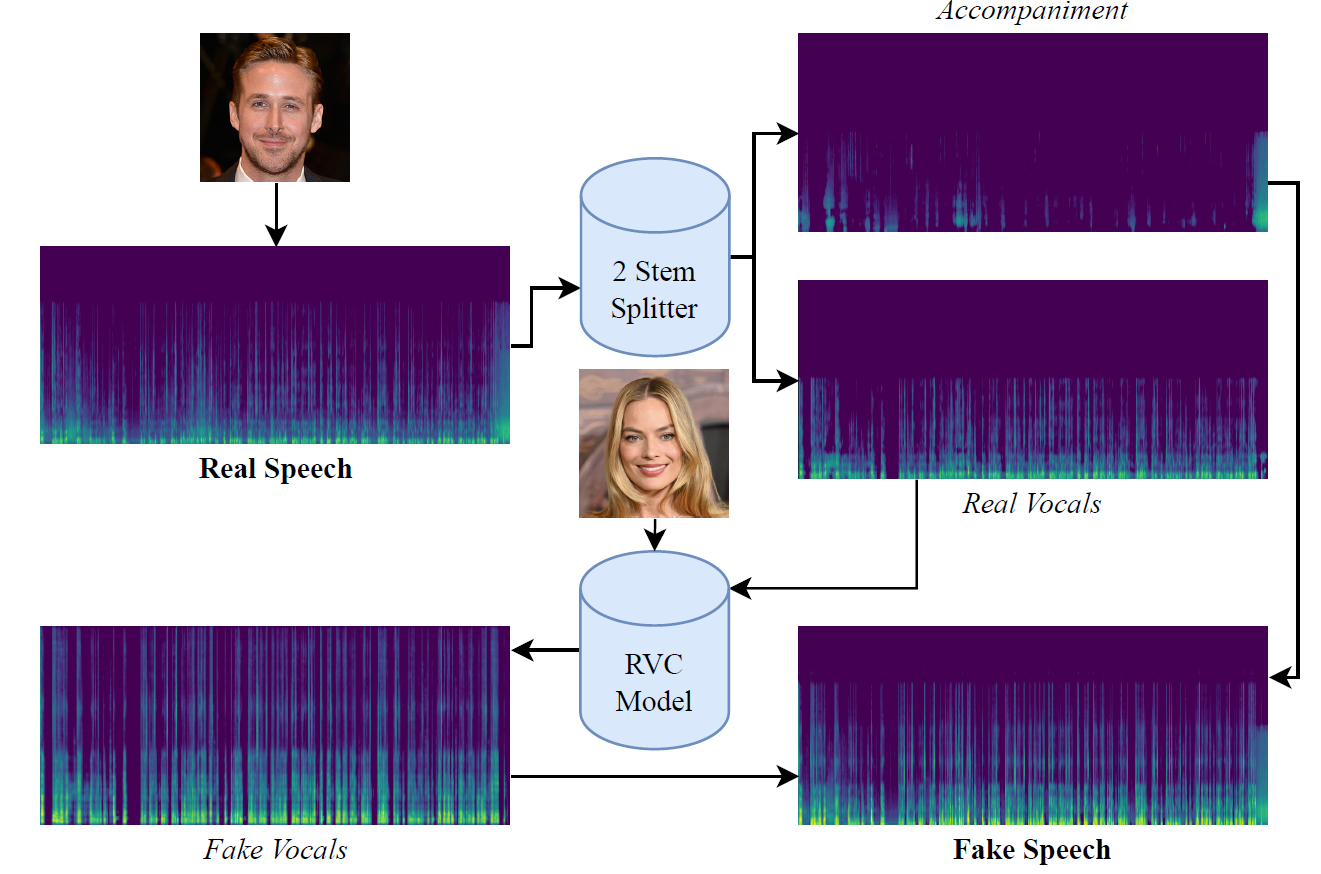 Accompaniment
2 Stem
Splitter
Real Speech
Real Vocals
RVC
Model
Fake Vocals
Fake Speech